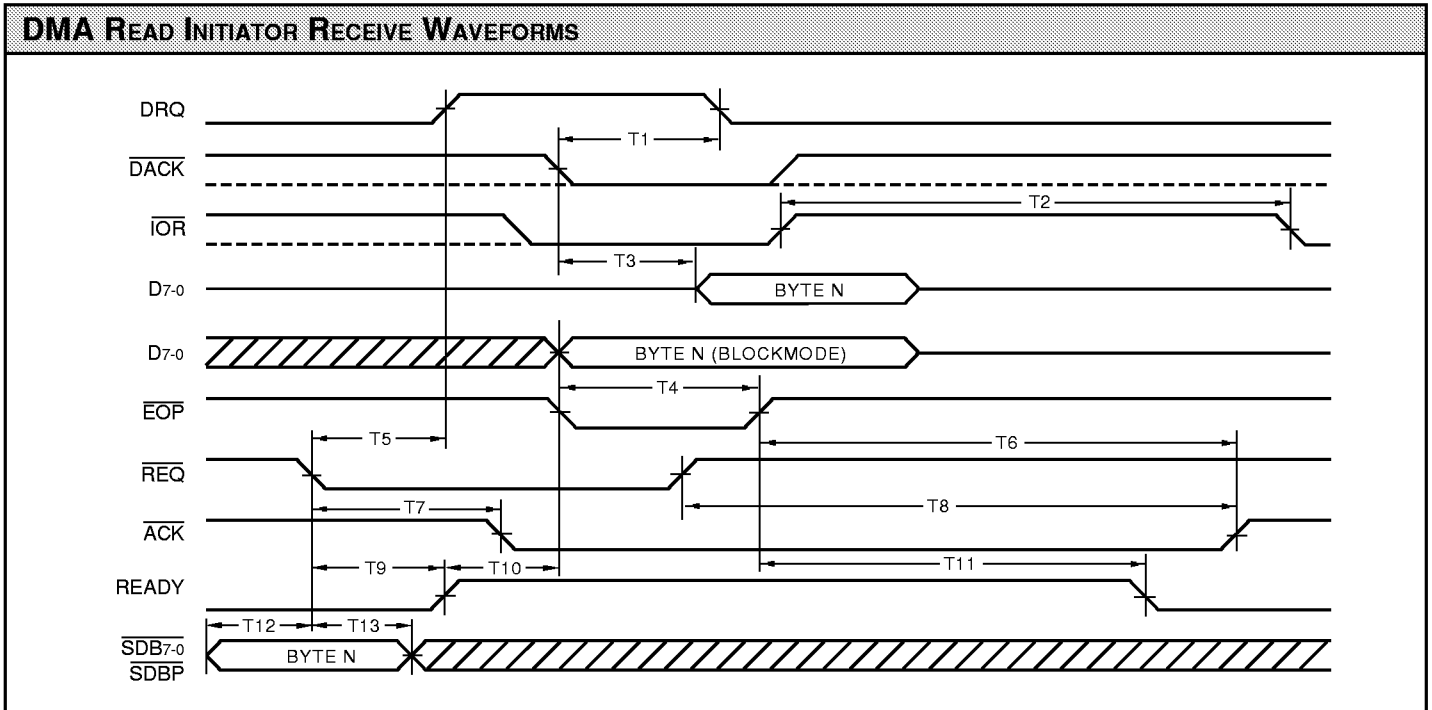 DMA READ INITIATOR RECEIVE WAVEFORMS
DRQ
T1
DACK
T2
IOR
T3
D7-0
BYTE N
D7-0
BYTE N (BLOCKMODE)
T4
EOP
T5
T6
REQ
T7
T8
ACK
T9
T10
T11
READY
T12
T13
SDB7-0
SDBP
BYTE N